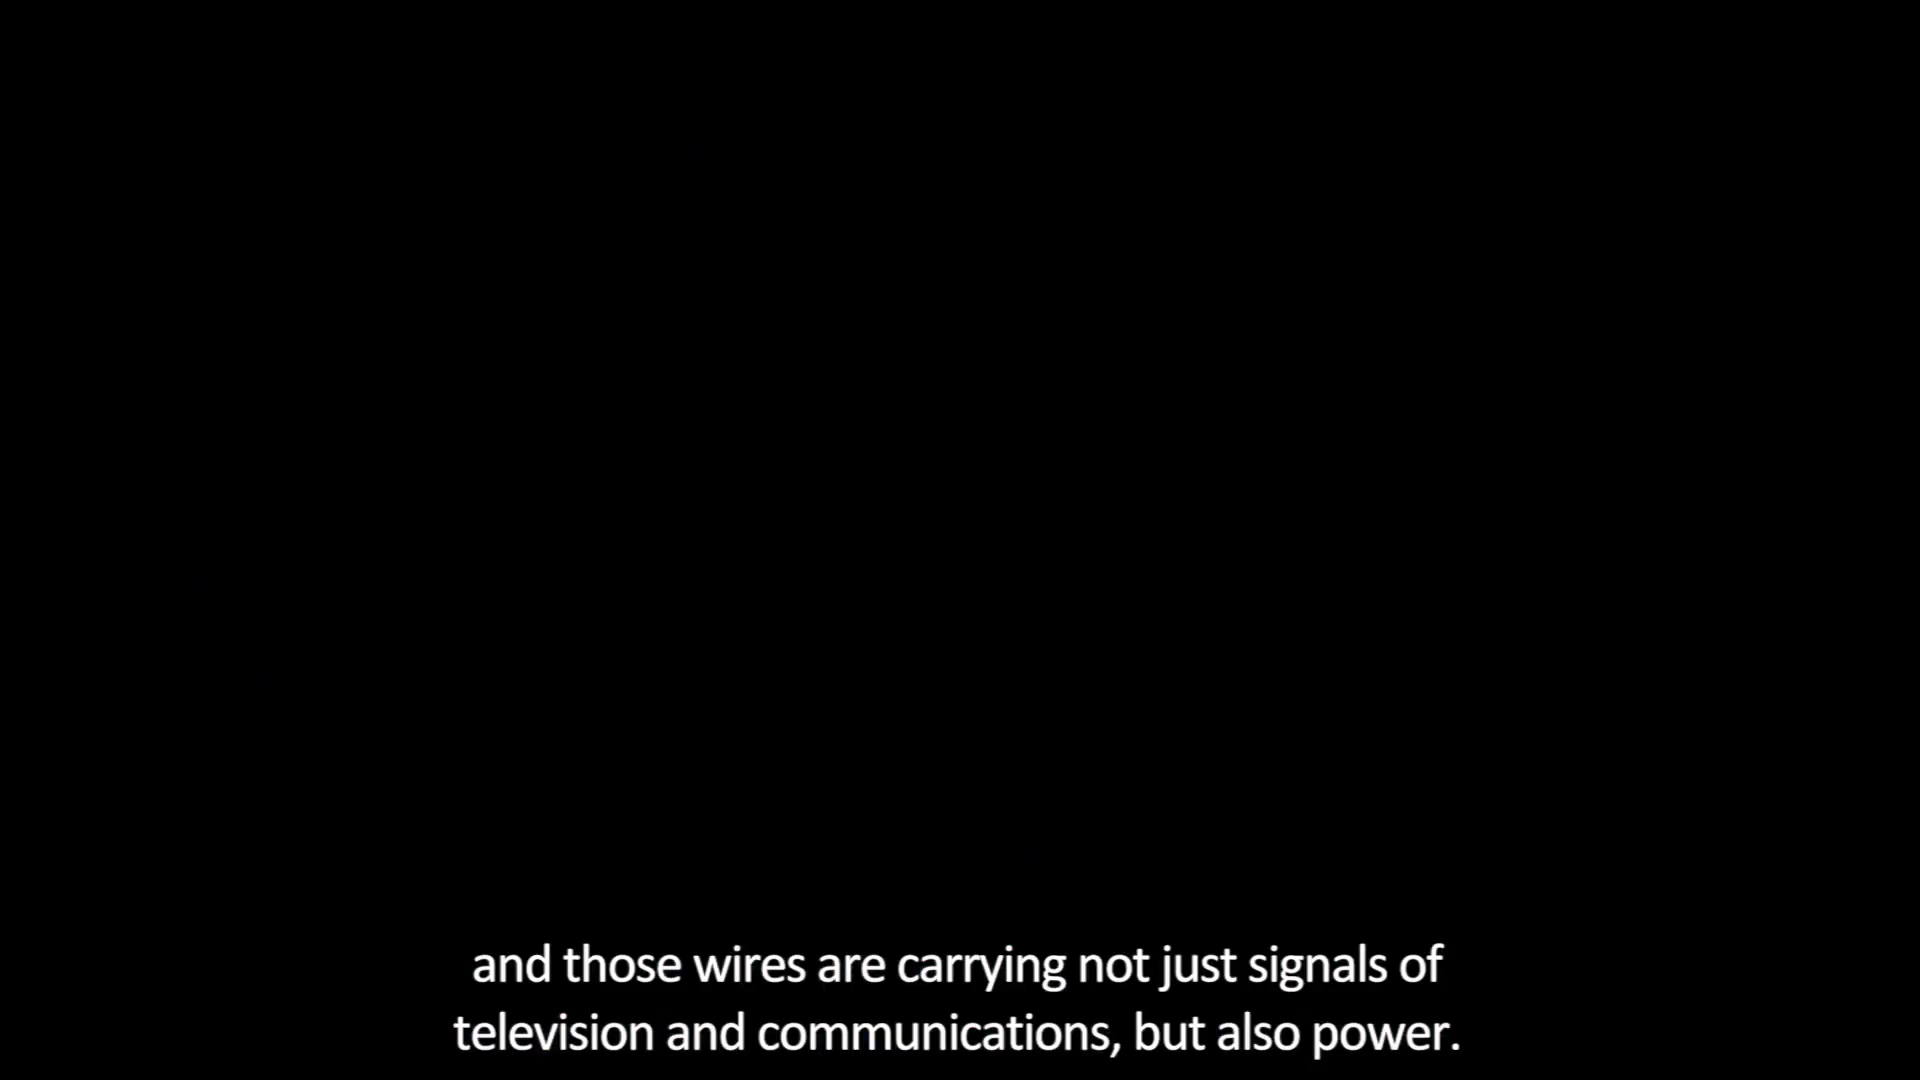 and those wires are carrying not just signals of
television and communications, but also power.